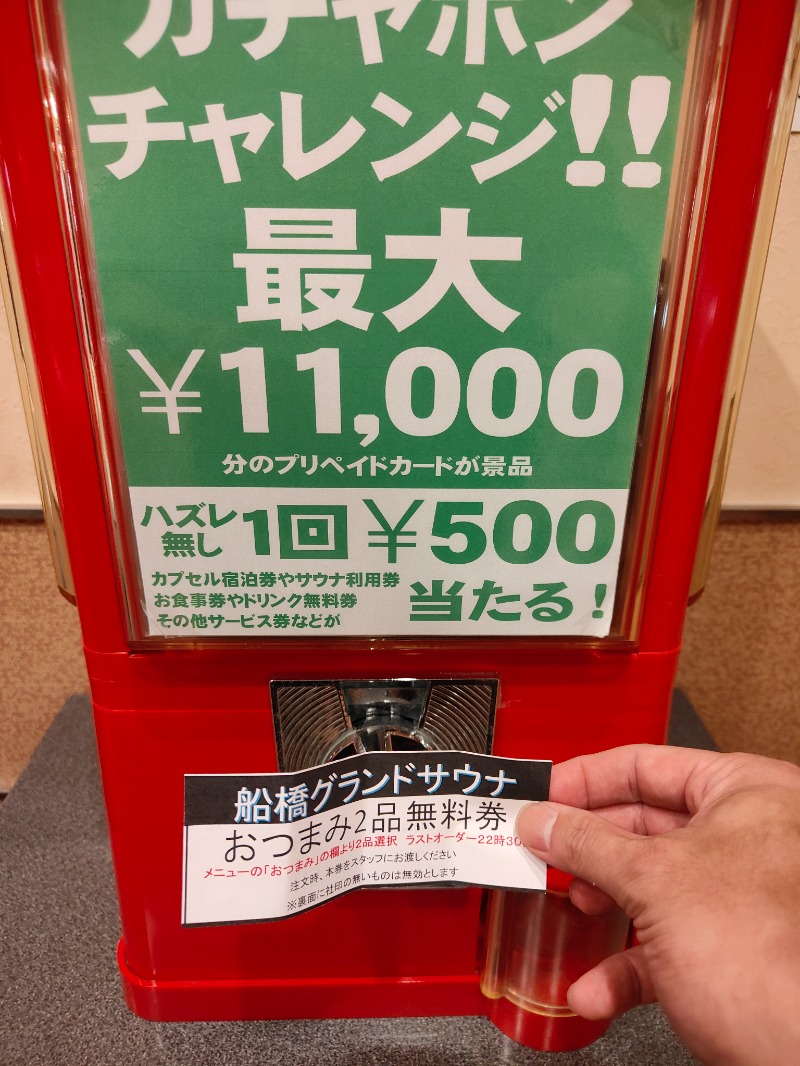 ガチャポン
チャレンジ!!
最大
¥11,000
分のプリペイドカードが景品
ハズレ無し 1回 ¥500
カプセル宿泊券やサウナ利用券
お食事券やドリンク無料券
その他サービス券などが
当たる!
船橋グランドサウナ
おつまみ2品無料券
メニューの「おつまみ」の欄より2品選択 ラストオーダー22時30
注文時、本券をスタッフにお渡しください
※裏面に社印の無いものは無効とします